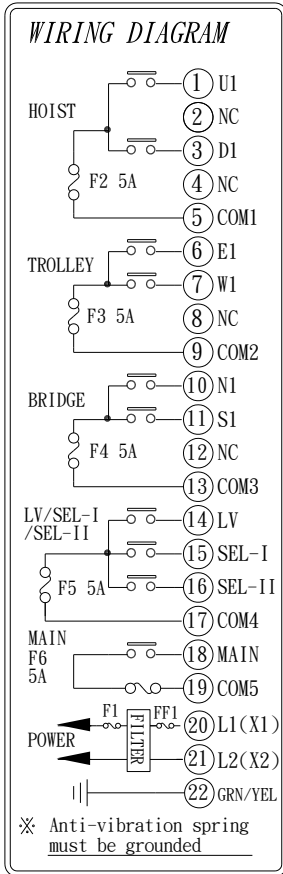 WIRING DIAGRAM
1 U1
HOIST
2 NC
3 D1
F2 5A
4 NC
5 COM1
6 E1
TROLLEY
7 W1
F3 5A
8 NC
9 COM2
10 N1
BRIDGE
11 S1
F4 5A
12 NC
13 COM3
LV/SEL-I
/SEL-II
14 LV
15 SEL-I
F5 5A
16 SEL-II
17 COM4
MAIN
F6
5A
18 MAIN
19 COM5
F1 FF1
20 L1(X1)
POWER
FILTER
21 L2(X2)
22 GRN/YEL
※ Anti-vibration spring
must be grounded